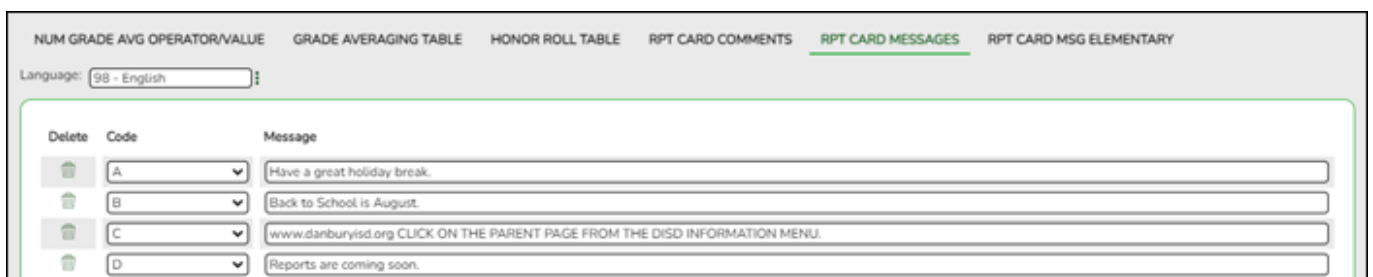 NUM GRADE AVG OPERATOR/VALUE GRADE AVERAGING TABLE HONOR ROLL TABLE RPT CARD COMMENTS RPT CARD MESSAGES RPT CARD MSG ELEMENTARY
Language: 98 - English
Delete Code Message
A Have a great holiday break.
B Back to School is August.
C www.danburyisd.org CLICK ON THE PARENT PAGE FROM THE DISD INFORMATION MENU.
D Reports are coming soon.